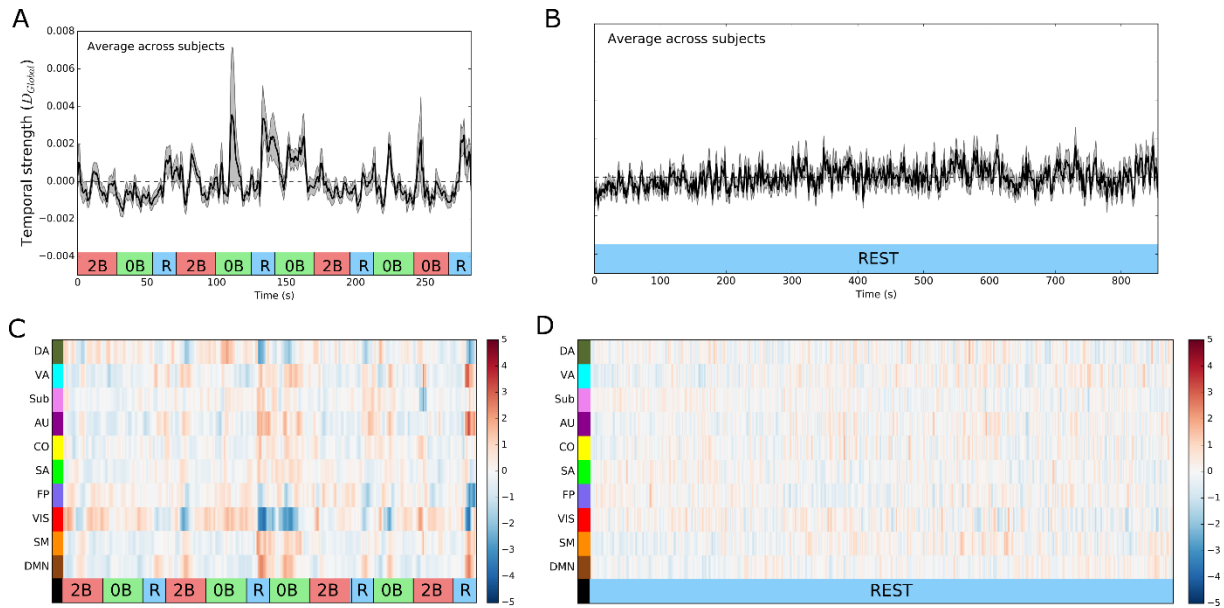 A
Average across subjects
Temporal strength (D_Global)
0.008
0.006
0.004
0.002
0.000
−0.002
−0.004
2B 0B R 2B 0B R 0B 2B R 0B 0B R
0 50 100 150 200 250
Time (s)
B
Average across subjects
REST
0 100 200 300 400 500 600 700 800
Time (s)
C
DA
VA
Sub
AU
CO
SA
FP
VIS
SM
DMN
2B 0B R 2B 0B R 0B 2B R 0B 2B R
5
4
3
2
1
0
−1
−2
−3
−4
−5
D
DA
VA
Sub
AU
CO
SA
FP
VIS
SM
DMN
REST
5
4
3
2
1
0
−1
−2
−3
−4
−5